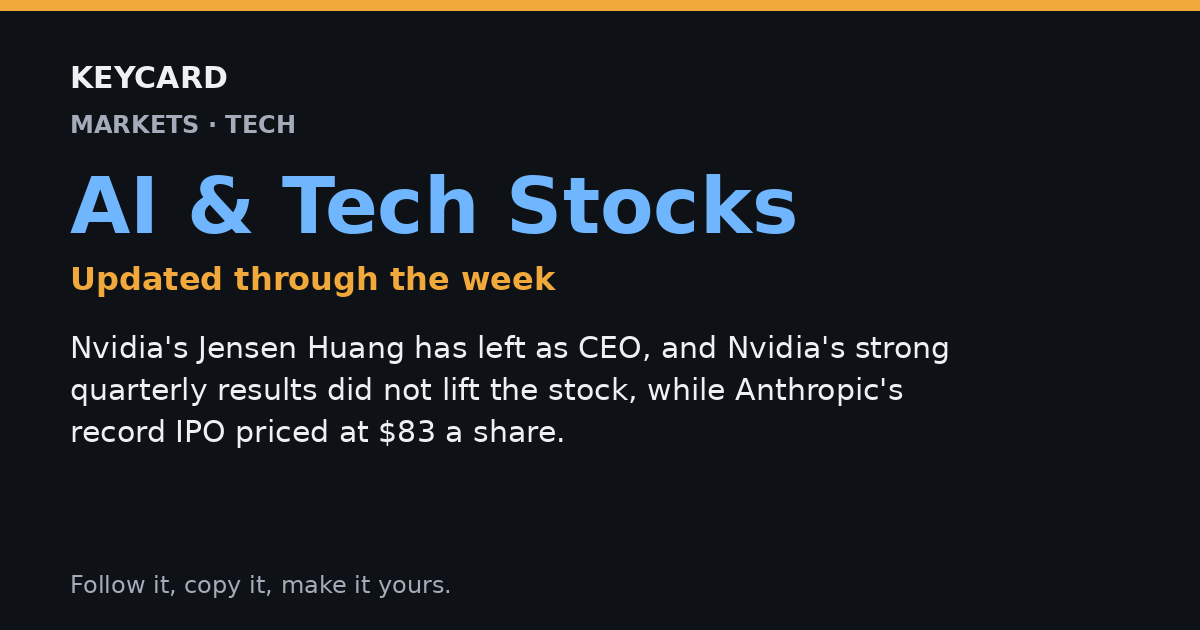 KEYCARD
MARKETS · TECH
AI & Tech Stocks
Updated through the week
Nvidia's Jensen Huang has left as CEO, and Nvidia's strong
quarterly results did not lift the stock, while Anthropic's
record IPO priced at $83 a share.
Follow it, copy it, make it yours.